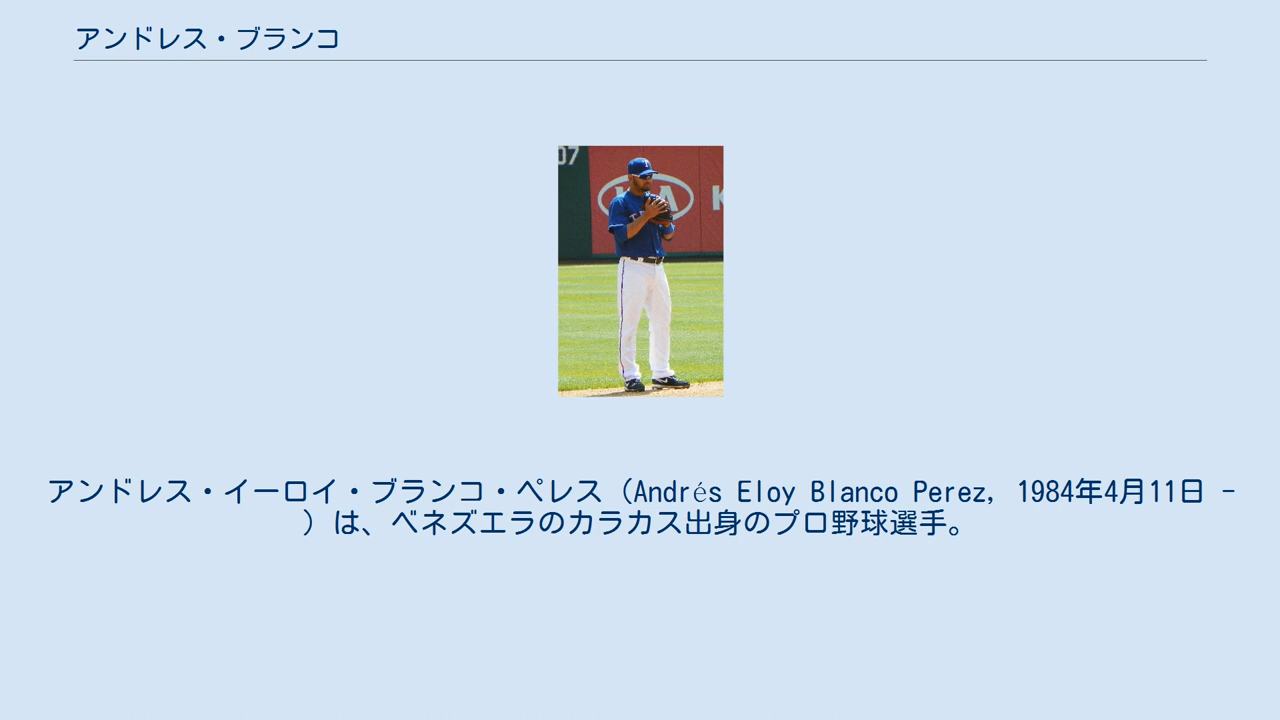 アンドレス・ブランコ
07
KIA
K
アンドレス・イーロイ・ブランコ・ペレス（Andrés Eloy Blanco Perez, 1984年4月11日 -
）は、ベネズエラのカラカス出身のプロ野球選手。